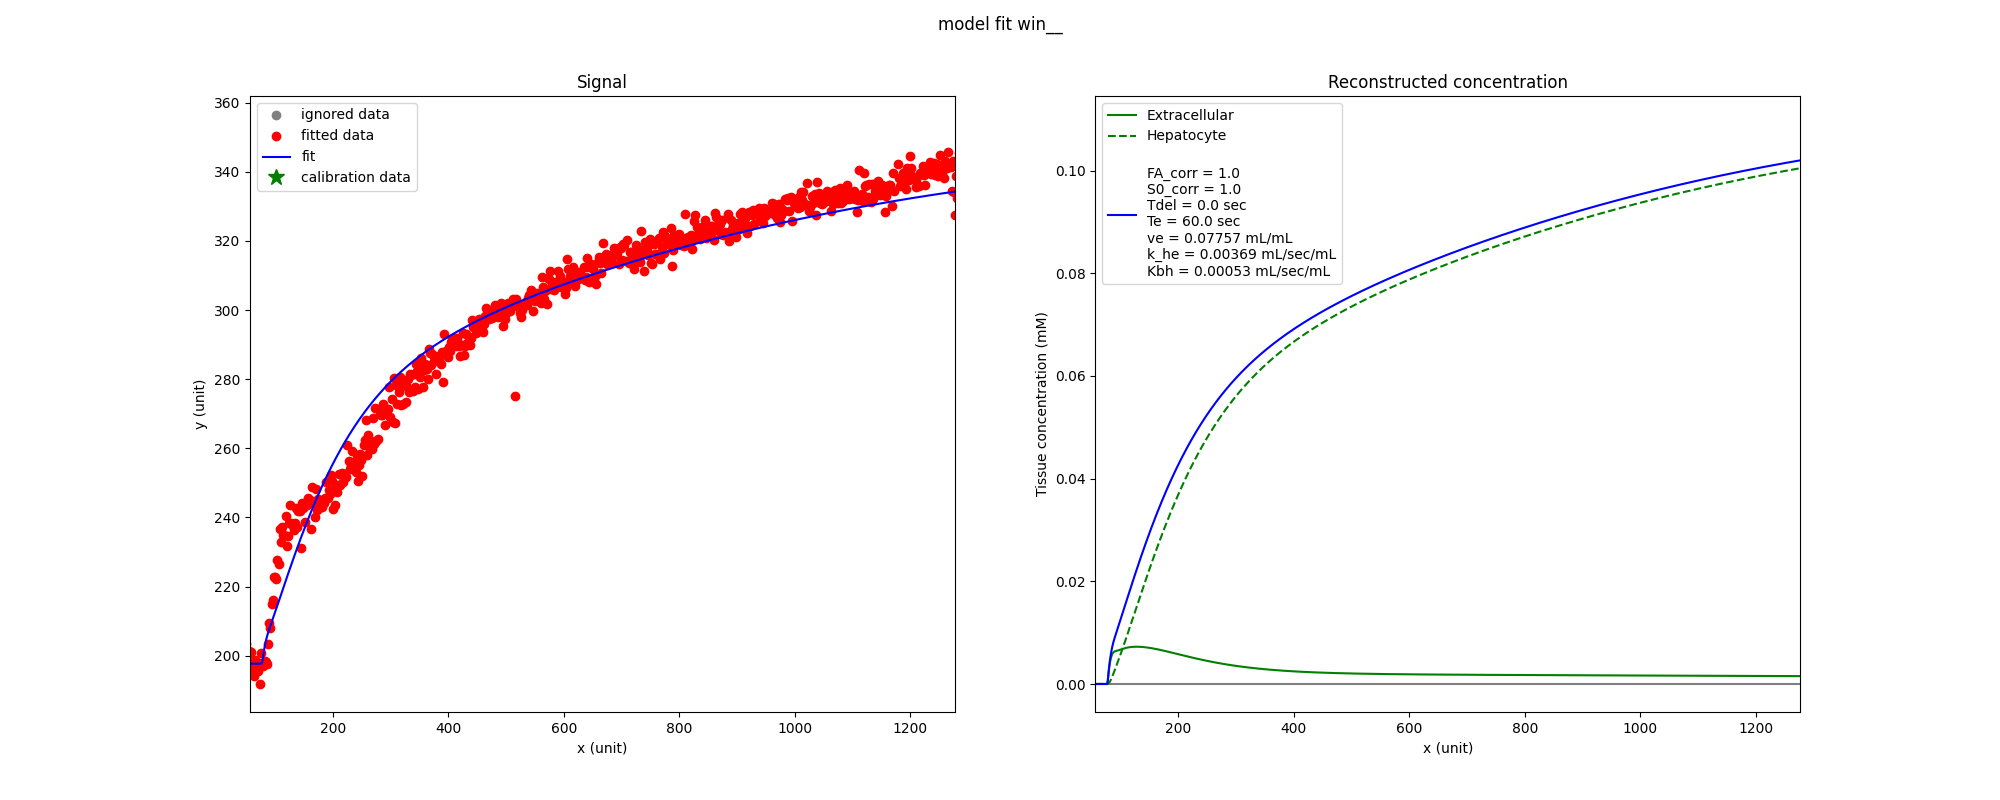 model fit win__
Signal
360
340
320
300
280
260
240
220
200
y (unit)
ignored data
fitted data
fit
calibration data
200
400
600
800
1000
1200
x (unit)
Reconstructed concentration
0.10
0.08
0.06
0.04
0.02
0.00
Tissue concentration (mM)
Extracellular
Hepatocyte
FA_corr = 1.0
S0_corr = 1.0
Tdel = 0.0 sec
Te = 60.0 sec
ve = 0.07757 mL/mL
k_he = 0.00369 mL/sec/mL
Kbh = 0.00053 mL/sec/mL
200
400
600
800
1000
1200
x (unit)